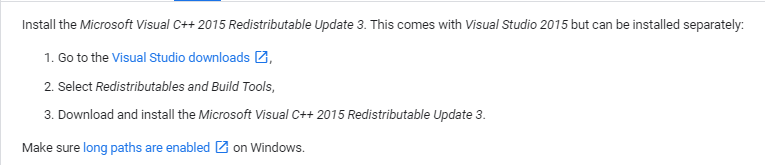 Install the Microsoft Visual C++ 2015 Redistributable Update 3. This comes with Visual Studio 2015 but can be installed separately:
1. Go to the Visual Studio downloads ,
2. Select Redistributables and Build Tools,
3. Download and install the Microsoft Visual C++ 2015 Redistributable Update 3.
Make sure long paths are enabled on Windows.